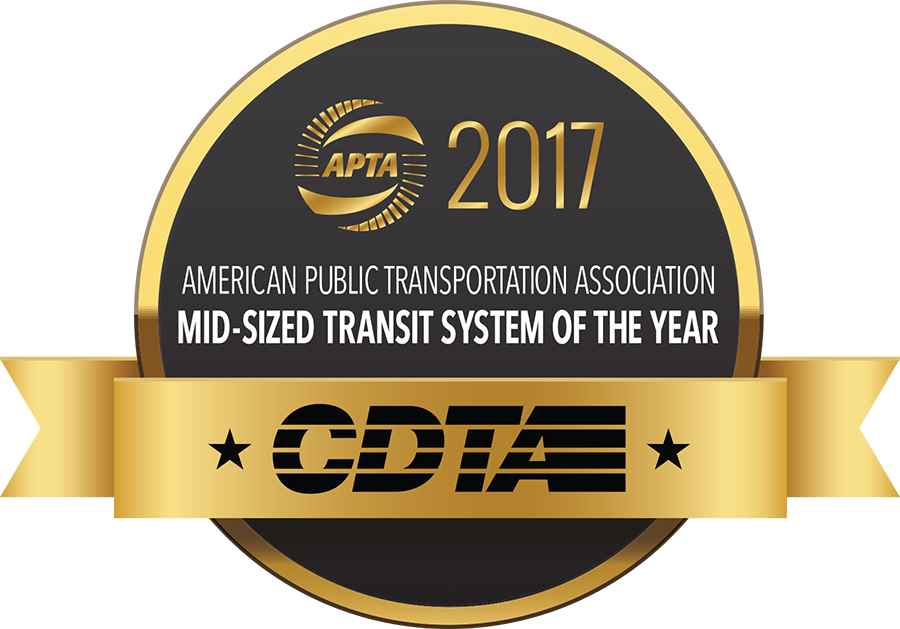 APTA 2017
AMERICAN PUBLIC TRANSPORTATION ASSOCIATION
MID-SIZED TRANSIT SYSTEM OF THE YEAR
CDTA